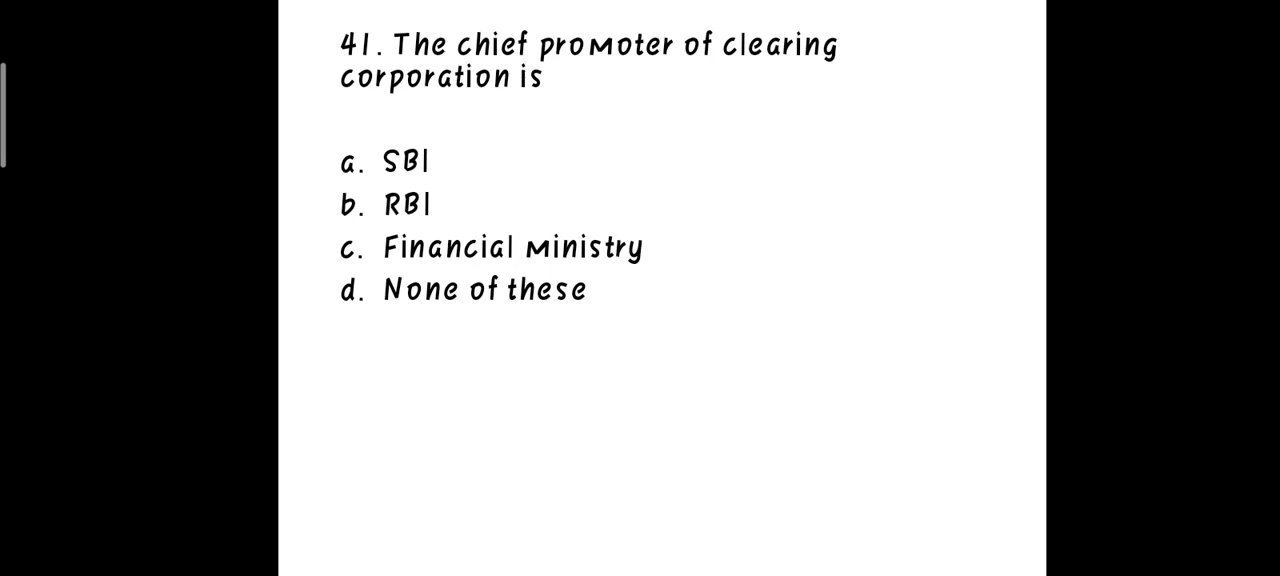 41. The chief promoter of clearing
corporation is
a. SBI
b. RBI
c. Financial Ministry
d. None of these